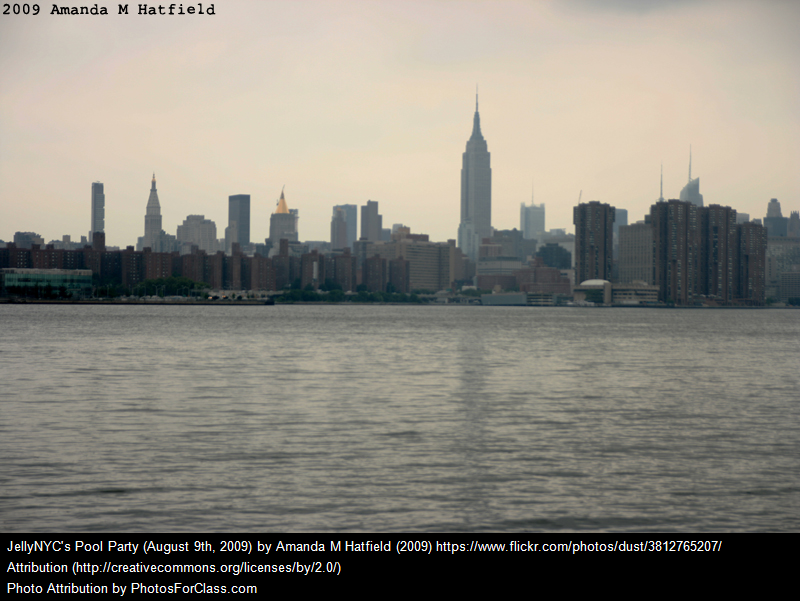 2009 Amanda M Hatfield
JellyNYC's Pool Party (August 9th, 2009) by Amanda M Hatfield (2009) https://www.flickr.com/photos/dust/3812765207/
Attribution (http://creativecommons.org/licenses/by/2.0/)
Photo Attribution by PhotosForClass.com